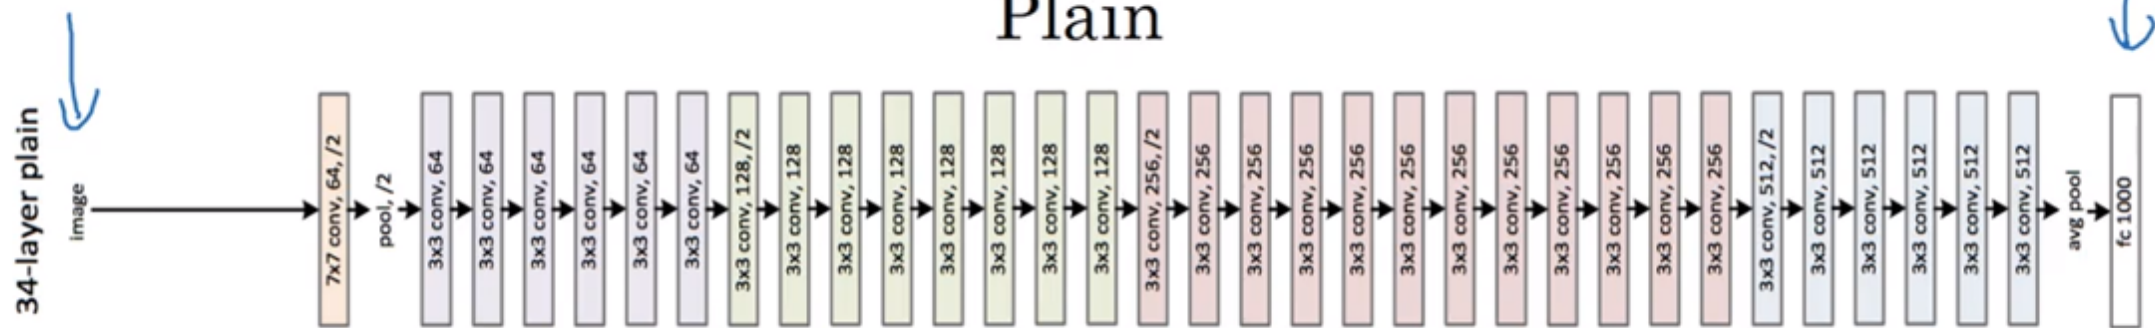 Plain
34-layer plain
image
7x7 conv, 64, /2
pool, /2
3x3 conv, 64
3x3 conv, 64
3x3 conv, 64
3x3 conv, 64
3x3 conv, 64
3x3 conv, 64
3x3 conv, 128, /2
3x3 conv, 128
3x3 conv, 128
3x3 conv, 128
3x3 conv, 128
3x3 conv, 128
3x3 conv, 128
3x3 conv, 128
3x3 conv, 256, /2
3x3 conv, 256
3x3 conv, 256
3x3 conv, 256
3x3 conv, 256
3x3 conv, 256
3x3 conv, 256
3x3 conv, 256
3x3 conv, 256
3x3 conv, 256
3x3 conv, 256
3x3 conv, 256
3x3 conv, 512, /2
3x3 conv, 512
3x3 conv, 512
3x3 conv, 512
3x3 conv, 512
3x3 conv, 512
avg pool
fc 1000